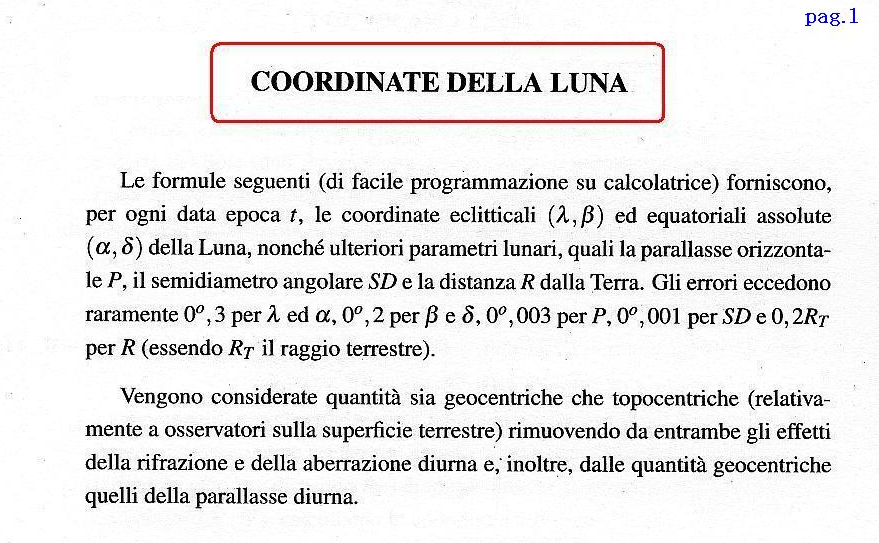 pag.1
COORDINATE DELLA LUNA
Le formule seguenti (di facile programmazione su calcolatrice) forniscono,
per ogni data epoca t, le coordinate eclitticali (λ,β) ed equatoriali assolute
(α,δ) della Luna, nonché ulteriori parametri lunari, quali la parallasse orizzonta-
le P, il semidiametro angolare SD e la distanza R dalla Terra. Gli errori eccedono
raramente 0º,3 per λ ed α, 0º,2 per β e δ, 0º,003 per P, 0º,001 per SD e 0,2R_T
per R (essendo R_T il raggio terrestre).
Vengono considerate quantità sia geocentriche che topocentriche (relativa-
mente a osservatori sulla superficie terrestre) rimuovendo da entrambe gli effetti
della rifrazione e della aberrazione diurna e, inoltre, dalle quantità geocentriche
quelli della parallasse diurna.